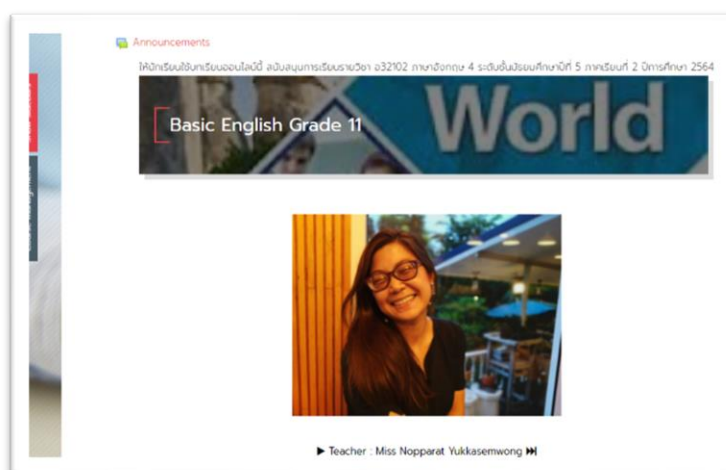 Announcements
ให้นักเรียนใช้บทเรียนออนไลน์นี้ สนับสนุนการเรียนรายวิชา อ32102 ภาษาอังกฤษ 4 ระดับชั้นมัธยมศึกษาปีที่ 5 ภาคเรียนที่ 2 ปีการศึกษา 2564
Basic English Grade 11
World
▶ Teacher : Miss Nopparat Yukkasemwong ⏭